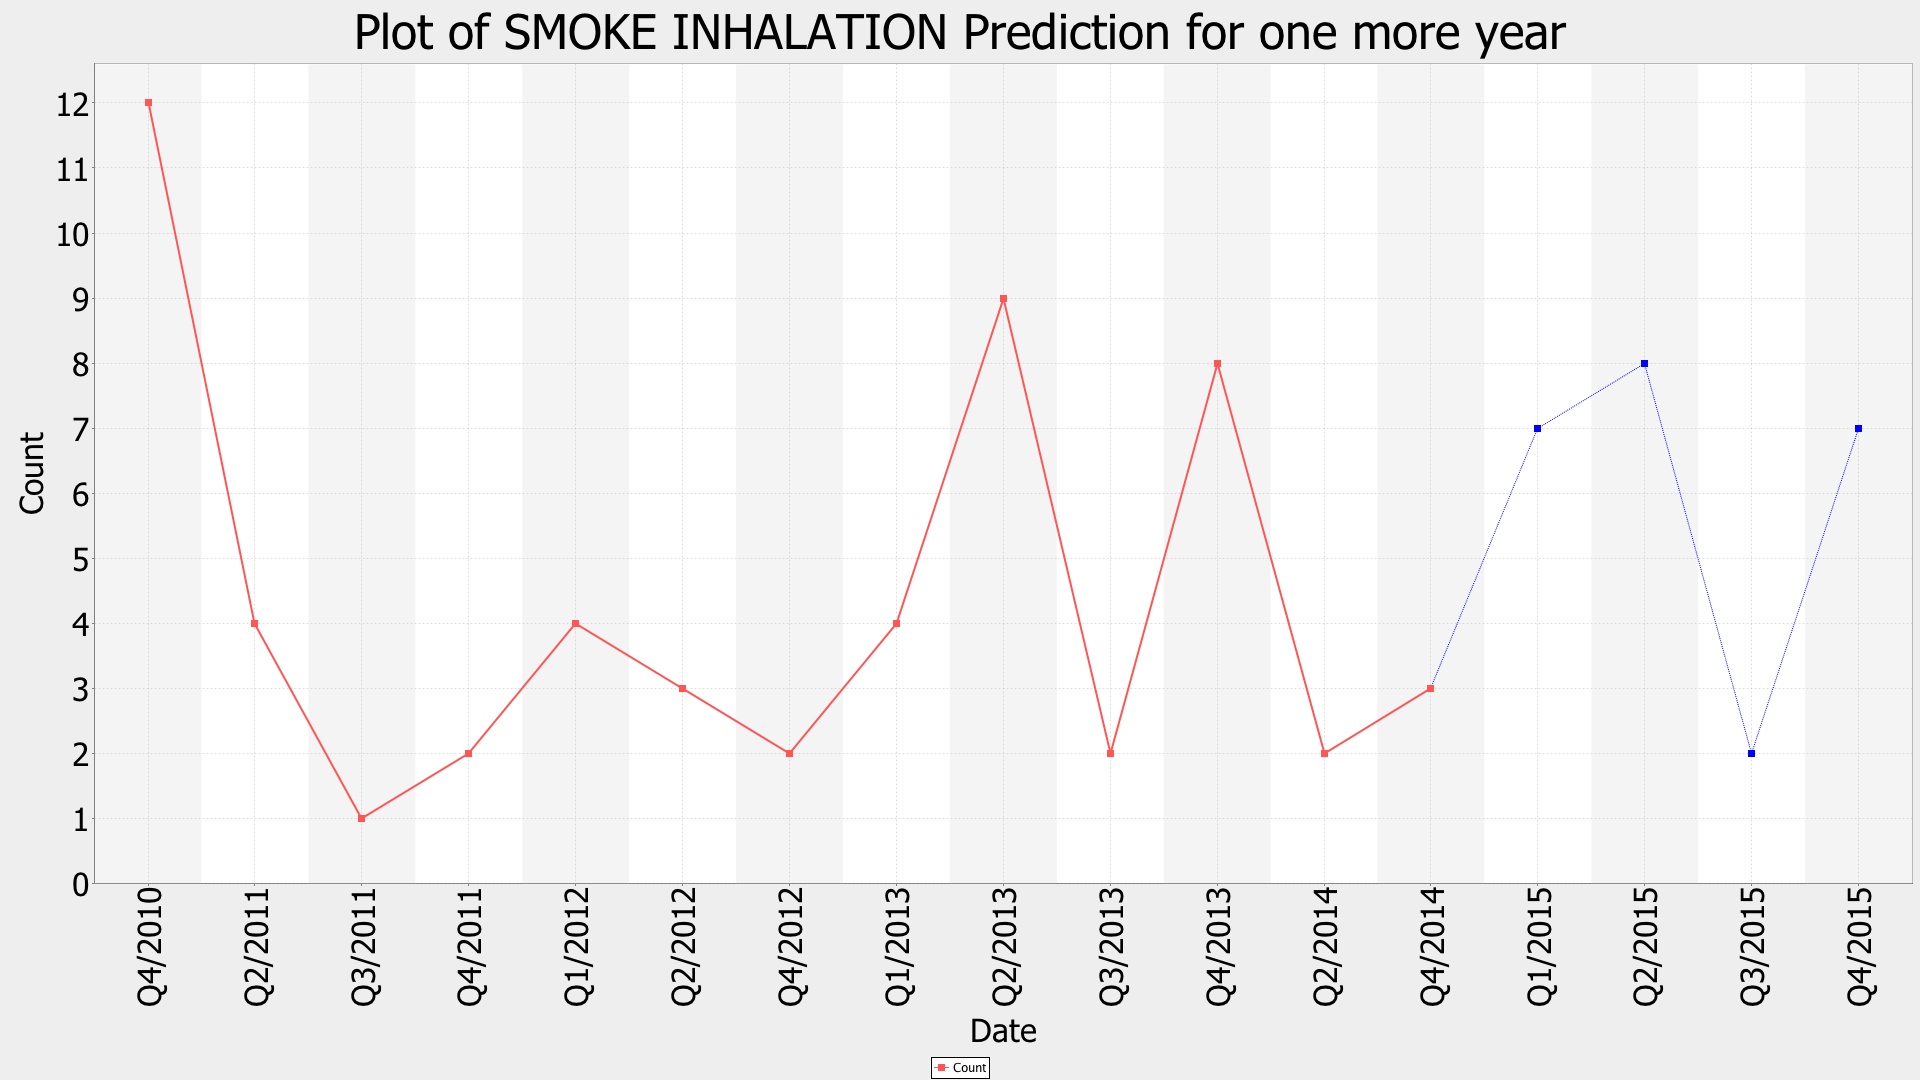 Plot of SMOKE INHALATION Prediction for one more year
Count
12
11
10
9
8
7
6
5
4
3
2
1
0
Q4/2010
Q2/2011
Q3/2011
Q4/2011
Q1/2012
Q2/2012
Q4/2012
Q1/2013
Q2/2013
Q3/2013
Q4/2013
Q2/2014
Q4/2014
Q1/2015
Q2/2015
Q3/2015
Q4/2015
Date
Count